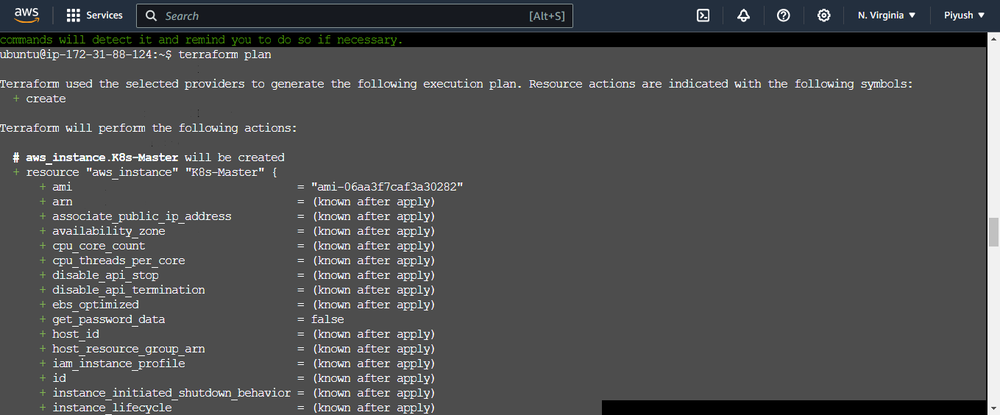 aws Services Search [Alt+S] N. Virginia ▼ Piyush ▼
commands will detect it and remind you to do so if necessary.
ubuntu@ip-172-31-88-124:~$ terraform plan
Terraform used the selected providers to generate the following execution plan. Resource actions are indicated with the following symbols:
  + create
Terraform will perform the following actions:
  # aws_instance.K8s-Master will be created
  + resource "aws_instance" "K8s-Master" {
      + ami                                  = "ami-06aa3f7caf3a30282"
      + arn                                  = (known after apply)
      + associate_public_ip_address          = (known after apply)
      + availability_zone                    = (known after apply)
      + cpu_core_count                       = (known after apply)
      + cpu_threads_per_core                 = (known after apply)
      + disable_api_stop                     = (known after apply)
      + disable_api_termination              = (known after apply)
      + ebs_optimized                        = (known after apply)
      + get_password_data                    = false
      + host_id                              = (known after apply)
      + host_resource_group_arn              = (known after apply)
      + iam_instance_profile                 = (known after apply)
      + id                                   = (known after apply)
      + instance_initiated_shutdown_behavior = (known after apply)
      + instance_lifecycle                   = (known after apply)